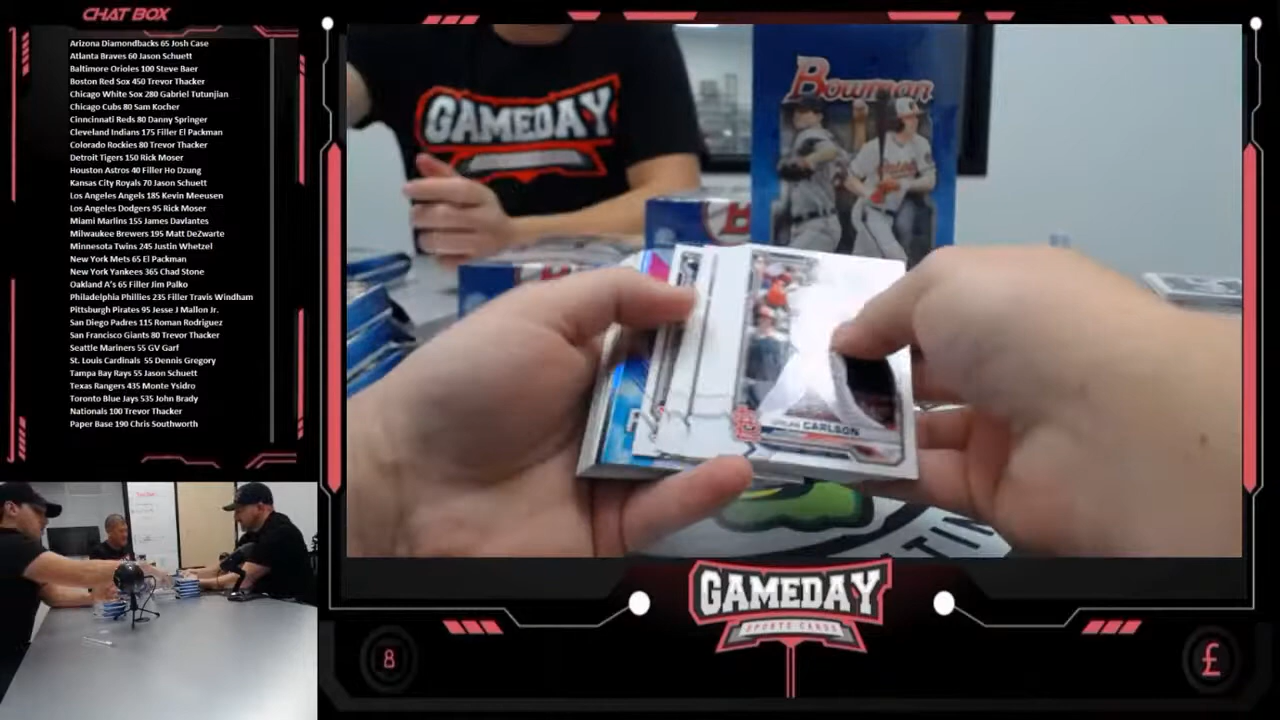 CHAT BOX
Arizona Diamondbacks 65 Josh Case
Atlanta Braves 60 Jason Schuett
Baltimore Orioles 100 Steve Baer
Boston Red Sox 450 Trevor Thacker
Chicago White Sox 280 Gabriel Tutunjian
Chicago Cubs 80 Sam Kocher
Cinncinnati Reds 80 Danny Springer
Cleveland Indians 175 Filler El Packman
Colorado Rockies 80 Trevor Thacker
Detroit Tigers 150 Rick Moser
Houston Astros 40 Filler Ho Dzung
Kansas City Royals 70 Jason Schuett
Los Angeles Angels 185 Kevin Meeusen
Los Angeles Dodgers 95 Rick Moser
Miami Marlins 155 James Davlantes
Milwaukee Brewers 195 Matt DeZwarte
Minnesota Twins 245 Justin Whetzel
New York Mets 65 El Packman
New York Yankees 365 Chad Stone
Oakland A's 65 Filler Jim Palko
Philadelphia Phillies 235 Filler Travis Windham
Pittsburgh Pirates 95 Jesse J Mallon Jr.
San Diego Padres 115 Roman Rodriguez
San Francisco Giants 80 Trevor Thacker
Seattle Mariners 55 GV Garf
St. Louis Cardinals 55 Dennis Gregory
Tampa Bay Rays 55 Jason Schuett
Texas Rangers 435 Monte Ysidro
Toronto Blue Jays 535 John Brady
Nationals 100 Trevor Thacker
Paper Base 190 Chris Southworth
GAMEDAY
Bowman
Orioles
CARLSON
GAMEDAY
SPORTS CARDS
8
£